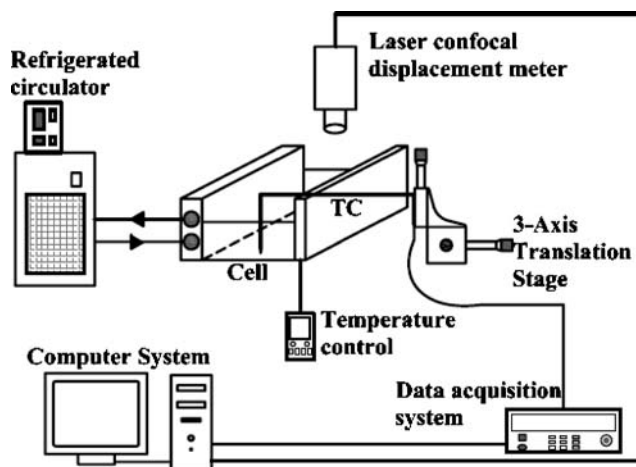 Laser confocal
displacement meter
Refrigerated
circulator
TC
3-Axis
Translation
Stage
Cell
Temperature
control
Computer System
Data acquisition
system